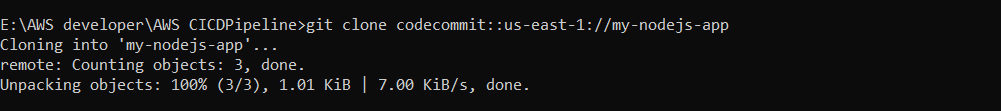 E:\AWS developer\AWS CICDPipeline>git clone codecommit::us-east-1://my-nodejs-app
Cloning into 'my-nodejs-app'...
remote: Counting objects: 3, done.
Unpacking objects: 100% (3/3), 1.01 KiB | 7.00 KiB/s, done.